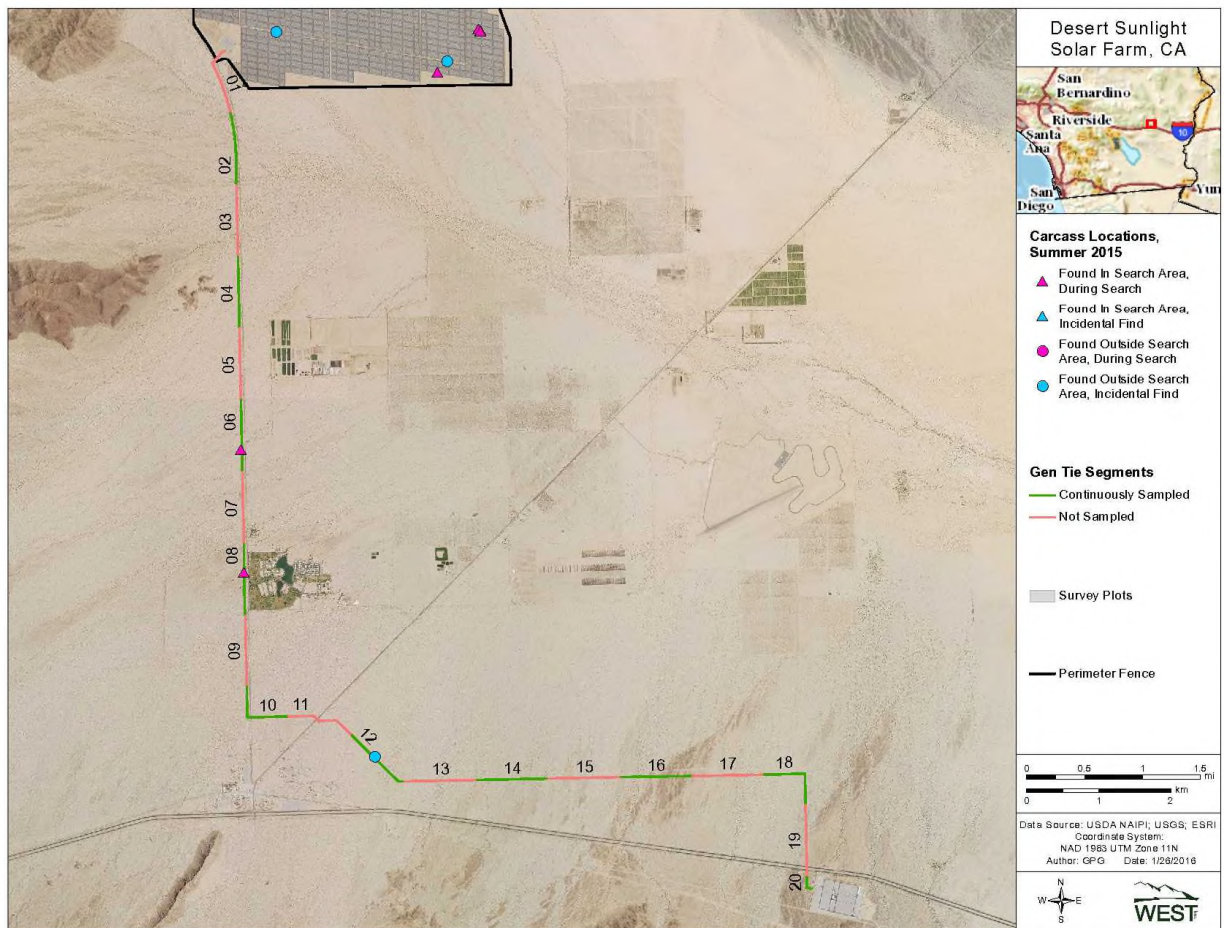 Desert Sunlight
Solar Farm, CA
San
Bernardino
Riverside
Santa
Ana
10
San
Diego
Yum
Carcass Locations,
Summer 2015
Found In Search Area,
During Search
Found In Search Area,
Incidental Find
Found Outside Search
Area, During Search
Found Outside Search
Area, Incidental Find
Gen Tie Segments
Continuously Sampled
Not Sampled
Survey Plots
Perimeter Fence
0 0.5 1 1.5
mi
km
0 1 2
Data Source: USDA NAIPI; USGS; ESRI
Coordinate System:
NAD 1983 UTM Zone 11N
Author: GPG Date: 1/26/2016
N
W E
S
WEST
01
02
03
04
05
06
07
08
09
10
11
12
13
14
15
16
17
18
19
20